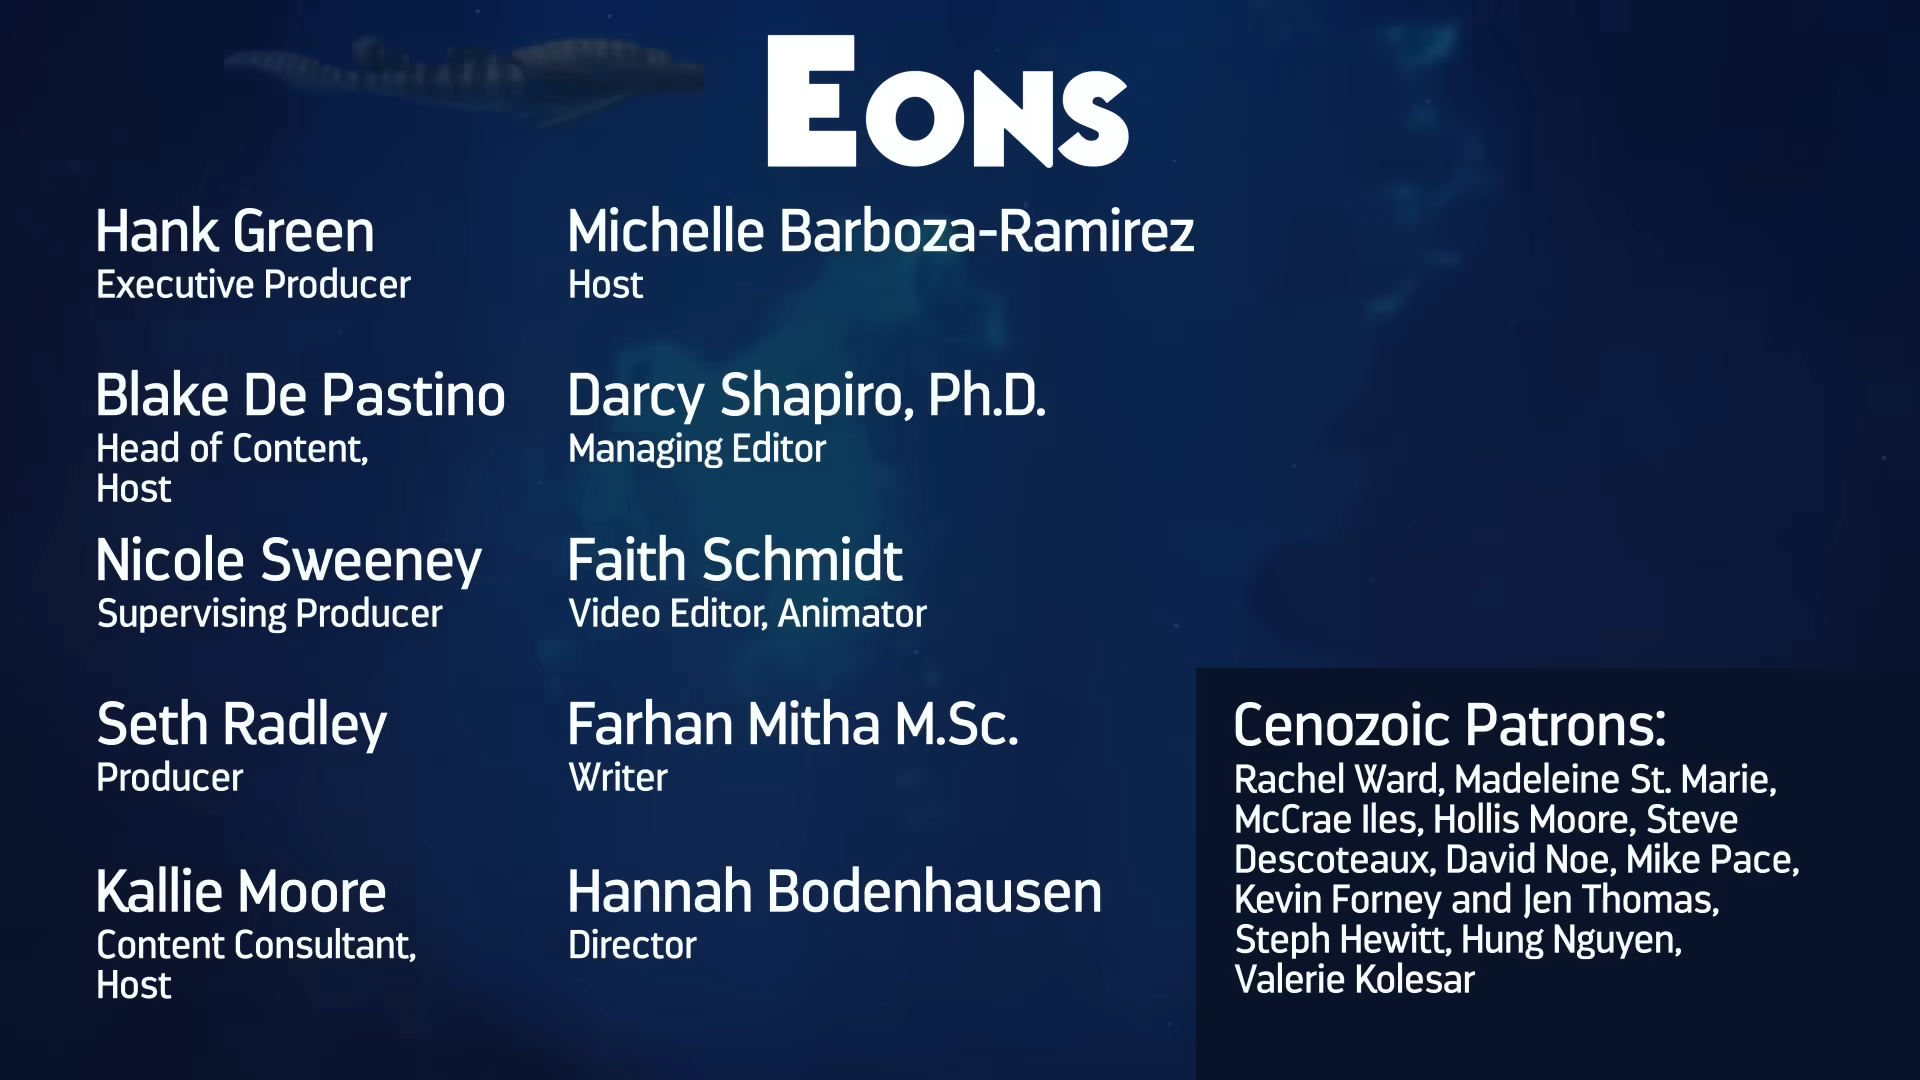 EONS
Hank Green
Executive Producer
Michelle Barboza-Ramirez
Host
Blake De Pastino
Head of Content,
Host
Darcy Shapiro, Ph.D.
Managing Editor
Nicole Sweeney
Supervising Producer
Faith Schmidt
Video Editor, Animator
Seth Radley
Producer
Farhan Mitha M.Sc.
Writer
Kallie Moore
Content Consultant,
Host
Hannah Bodenhausen
Director
Cenozoic Patrons:
Rachel Ward, Madeleine St. Marie,
McCrae Iles, Hollis Moore, Steve
Descoteaux, David Noe, Mike Pace,
Kevin Forney and Jen Thomas,
Steph Hewitt, Hung Nguyen,
Valerie Kolesar